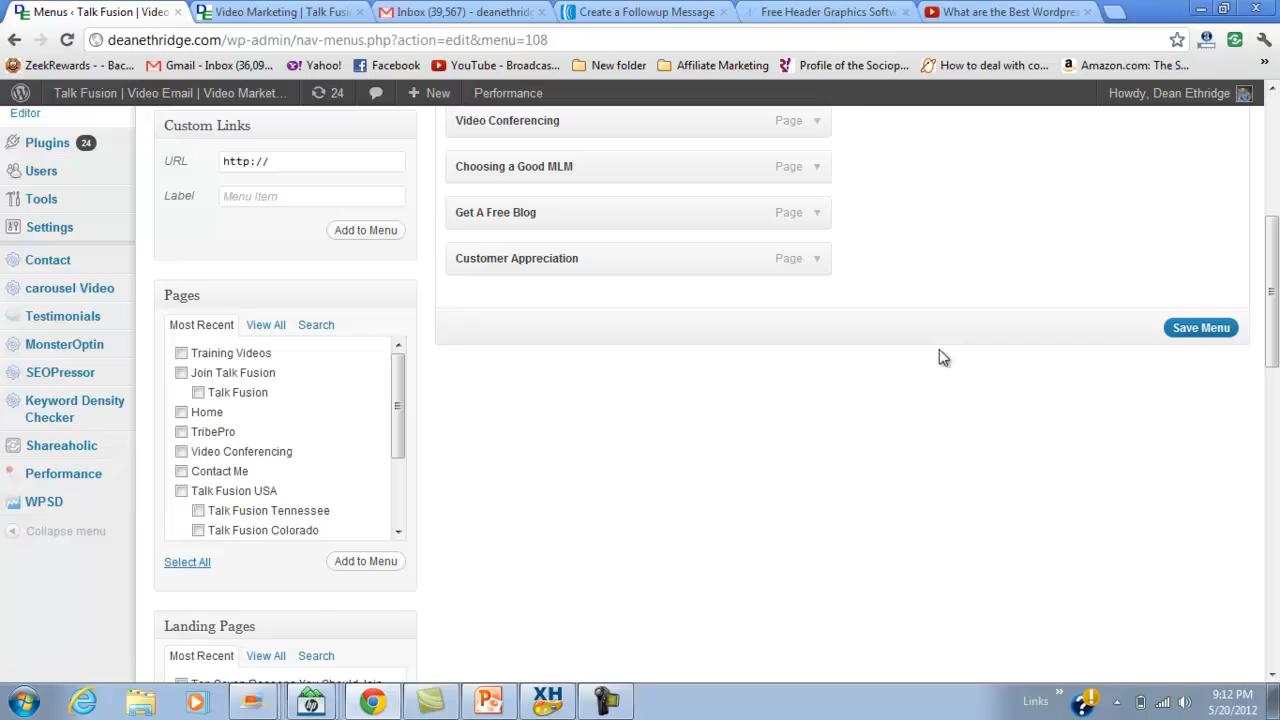 Menus ‹ Talk Fusion | Video
Video Marketing | Talk Fusi
Inbox (39,567) - deanethridg
Create a Followup Message
Free Header Graphics Softw
What are the Best Wordpres
deanethridge.com/wp-admin/nav-menus.php?action=edit&menu=108
ZeekRewards - - Bac...
Gmail - Inbox (36,09...
Yahoo!
Facebook
YouTube - Broadcas...
New folder
Affiliate Marketing
Profile of the Sociop...
How to deal with co...
Amazon.com: The S...
Talk Fusion | Video Email | Video Market...
24
New
Performance
Howdy, Dean Ethridge
Editor
Plugins 24
Users
Tools
Settings
Contact
carousel Video
Testimonials
MonsterOptin
SEOPressor
Keyword Density
Checker
Shareaholic
Performance
WPSD
Collapse menu
Custom Links
URL http://
Label Menu Item
Add to Menu
Pages
Most Recent View All Search
Training Videos
Join Talk Fusion
Talk Fusion
Home
TribePro
Video Conferencing
Contact Me
Talk Fusion USA
Talk Fusion Tennessee
Talk Fusion Colorado
Select All
Add to Menu
Landing Pages
Most Recent View All Search
Video Conferencing Page
Choosing a Good MLM Page
Get A Free Blog Page
Customer Appreciation Page
Save Menu
Links
9:12 PM
5/20/2012